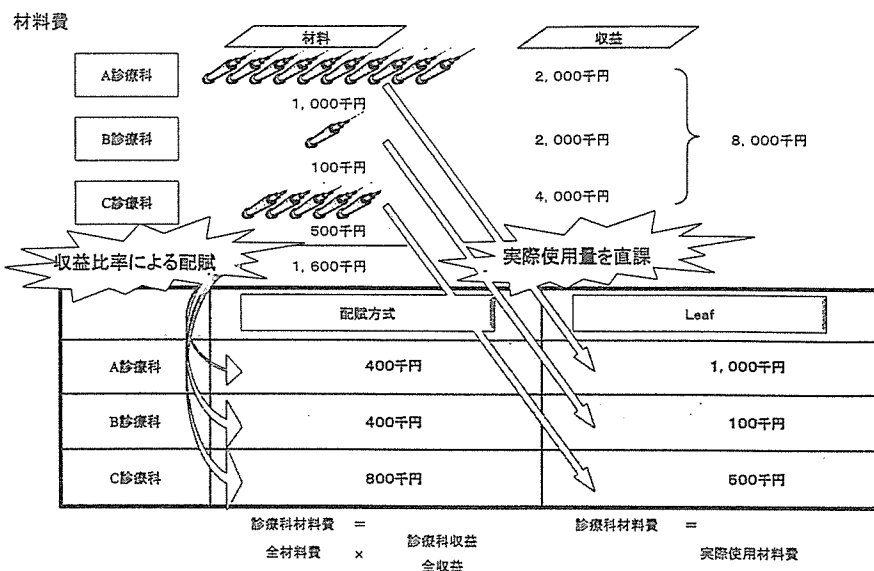 材料費
材料
収益
A診療科
2,000千円
1,000千円
B診療科
2,000千円
8,000千円
100千円
C診療科
4,000千円
500千円
収益比率による配賦
実際使用量を直課
1,600千円
配賦方式
Leaf
A診療科
400千円
1,000千円
B診療科
400千円
100千円
C診療科
800千円
500千円
診療科材料費 =
診療科材料費 =
全材料費 × 診療科収益
全収益
実際使用材料費